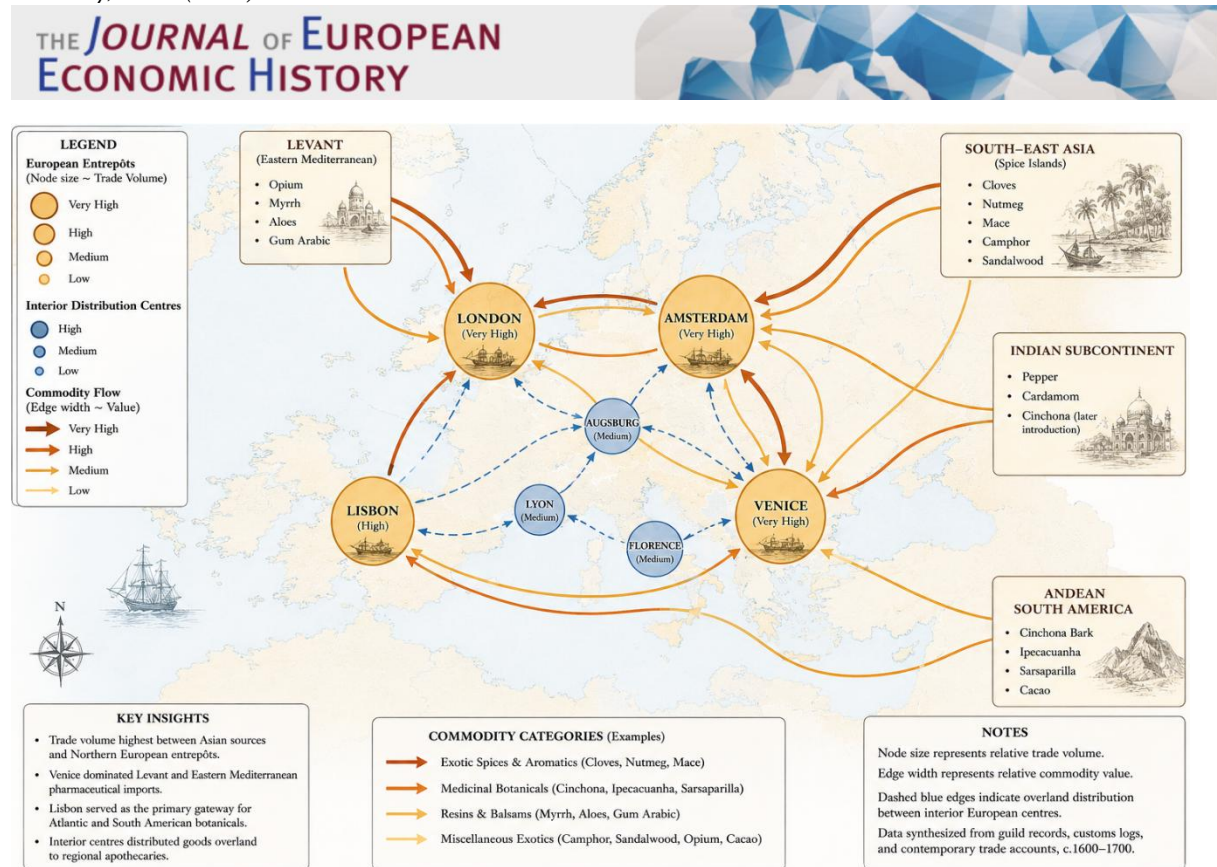 THE JOURNAL OF EUROPEAN
ECONOMIC HISTORY
LEGEND
European Entrepôts
(Node size ~ Trade Volume)
Very High
High
Medium
Low
Interior Distribution Centres
High
Medium
Low
Commodity Flow
(Edge width ~ Value)
Very High
High
Medium
Low
LEVANT
(Eastern Mediterranean)
• Opium
• Myrrh
• Aloes
• Gum Arabic
SOUTH–EAST ASIA
(Spice Islands)
• Cloves
• Nutmeg
• Mace
• Camphor
• Sandalwood
LONDON
(Very High)
AMSTERDAM
(Very High)
INDIAN SUBCONTINENT
• Pepper
• Cardamom
• Cinchona (later
introduction)
AUGSBURG
(Medium)
LISBON
(High)
LYON
(Medium)
VENICE
(Very High)
FLORENCE
(Medium)
ANDEAN
SOUTH AMERICA
• Cinchona Bark
• Ipecacuanha
• Sarsaparilla
• Cacao
N
KEY INSIGHTS
• Trade volume highest between Asian sources
and Northern European entrepôts.
• Venice dominated Levant and Eastern Mediterranean
pharmaceutical imports.
• Lisbon served as the primary gateway for
Atlantic and South American botanicals.
• Interior centres distributed goods overland
to regional apothecaries.
COMMODITY CATEGORIES (Examples)
Exotic Spices & Aromatics (Cloves, Nutmeg, Mace)
Medicinal Botanicals (Cinchona, Ipecacuanha, Sarsaparilla)
Resins & Balsams (Myrrh, Aloes, Gum Arabic)
Miscellaneous Exotics (Camphor, Sandalwood, Opium, Cacao)
NOTES
Node size represents relative trade volume.
Edge width represents relative commodity value.
Dashed blue edges indicate overland distribution
between interior European centres.
Data synthesized from guild records, customs logs,
and contemporary trade accounts, c.1600–1700.